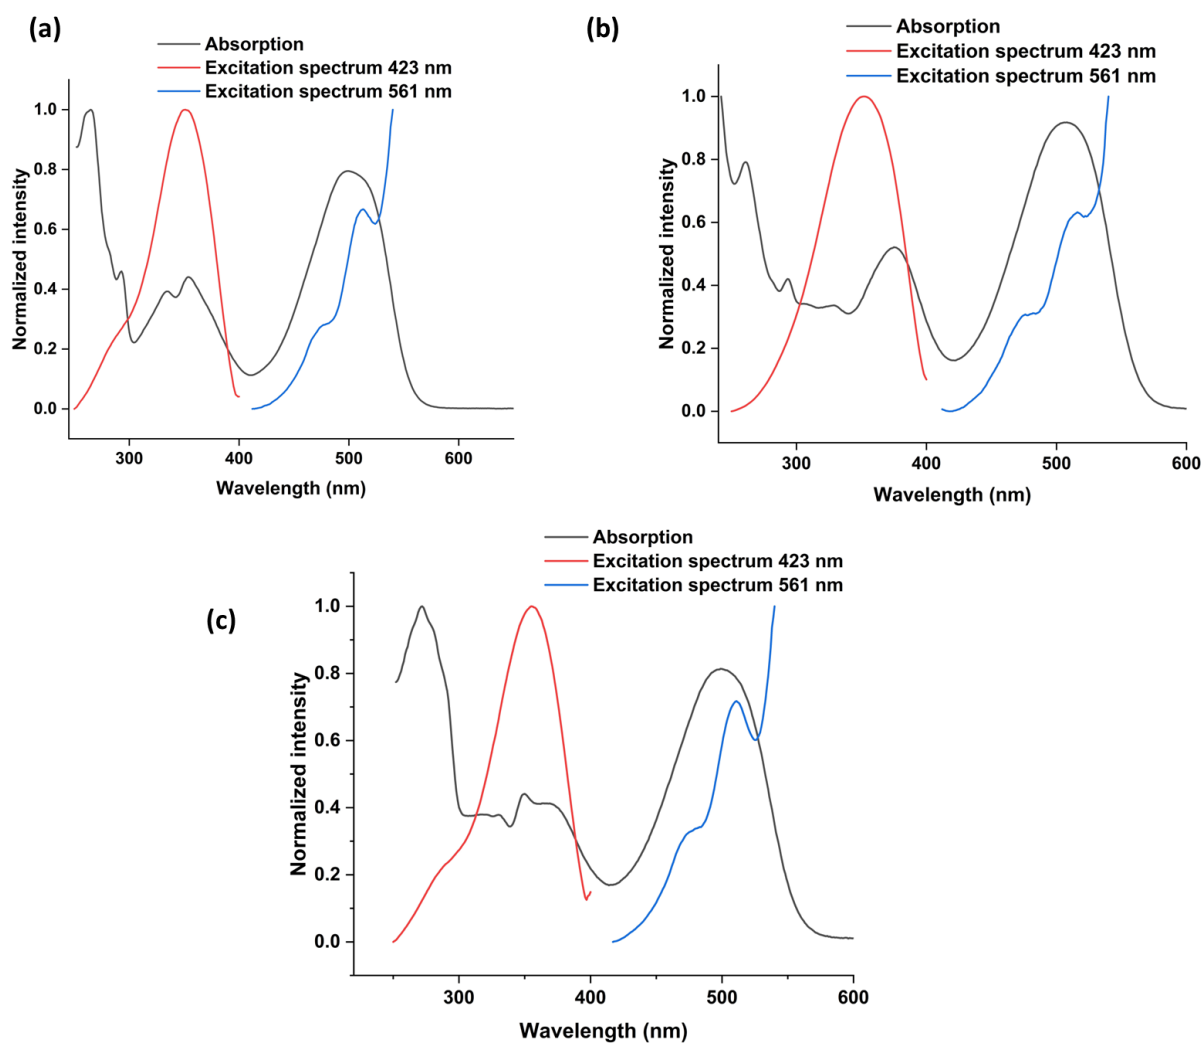 (a)
Absorption
Excitation spectrum 423 nm
Excitation spectrum 561 nm
1.0
0.8
0.6
0.4
0.2
0.0
Normalized intensity
300 400 500 600
Wavelength (nm)
(b)
Absorption
Excitation spectrum 423 nm
Excitation spectrum 561 nm
1.0
0.8
0.6
0.4
0.2
0.0
Normalized intensity
300 400 500 600
Wavelength (nm)
(c)
Absorption
Excitation spectrum 423 nm
Excitation spectrum 561 nm
1.0
0.8
0.6
0.4
0.2
0.0
Normalized intensity
300 400 500 600
Wavelength (nm)